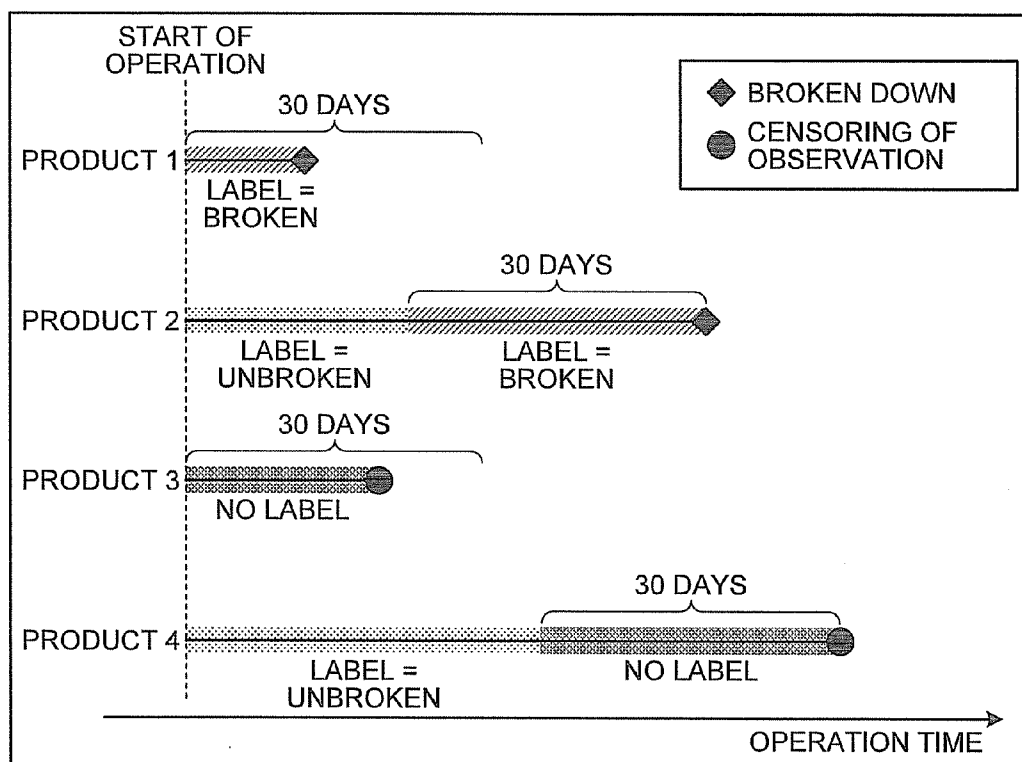 START OF
OPERATION
BROKEN DOWN
CENSORING OF
OBSERVATION
30 DAYS
PRODUCT 1
LABEL =
BROKEN
30 DAYS
PRODUCT 2
LABEL =
UNBROKEN
LABEL =
BROKEN
30 DAYS
PRODUCT 3
NO LABEL
30 DAYS
PRODUCT 4
LABEL =
UNBROKEN
NO LABEL
OPERATION TIME